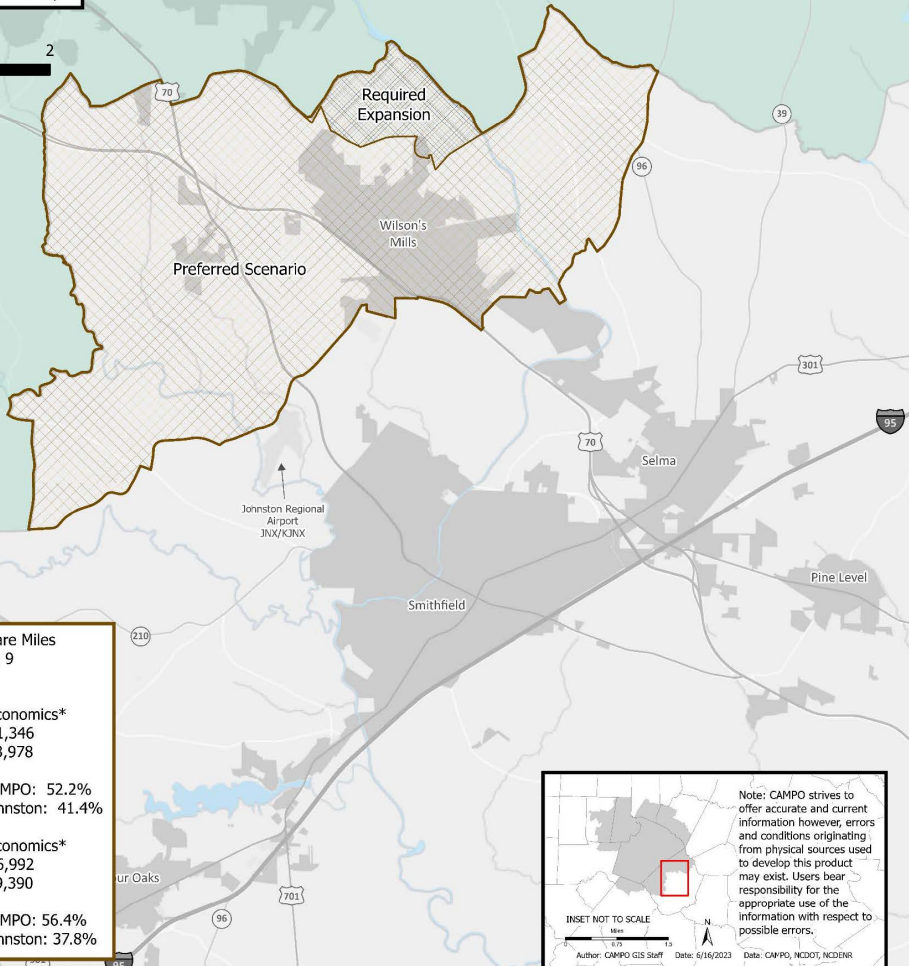 2
70
Required
Expansion
39
96
Wilson's
Mills
Preferred Scenario
301
95
70
Selma
Johnston Regional
Airport
JNX/KJNX
Pine Level
Smithfield
210
are Miles
9
conomics*
1,346
3,978
MPO: 52.2%
hnston: 41.4%
conomics*
5,992
9,390
MPO: 56.4%
hnston: 37.8%
our Oaks
701
96
95
Note: CAMPO strives to
offer accurate and current
information however, errors
and conditions originating
from physical sources used
to develop this product
may exist. Users bear
responsibility for the
appropriate use of the
information with respect to
possible errors.
INSET NOT TO SCALE
Miles
0 0.75 1.5
N
Author: CAMPO GIS Staff Date: 6/16/2023 Data: CAMPO, NCDOT, NCDENR